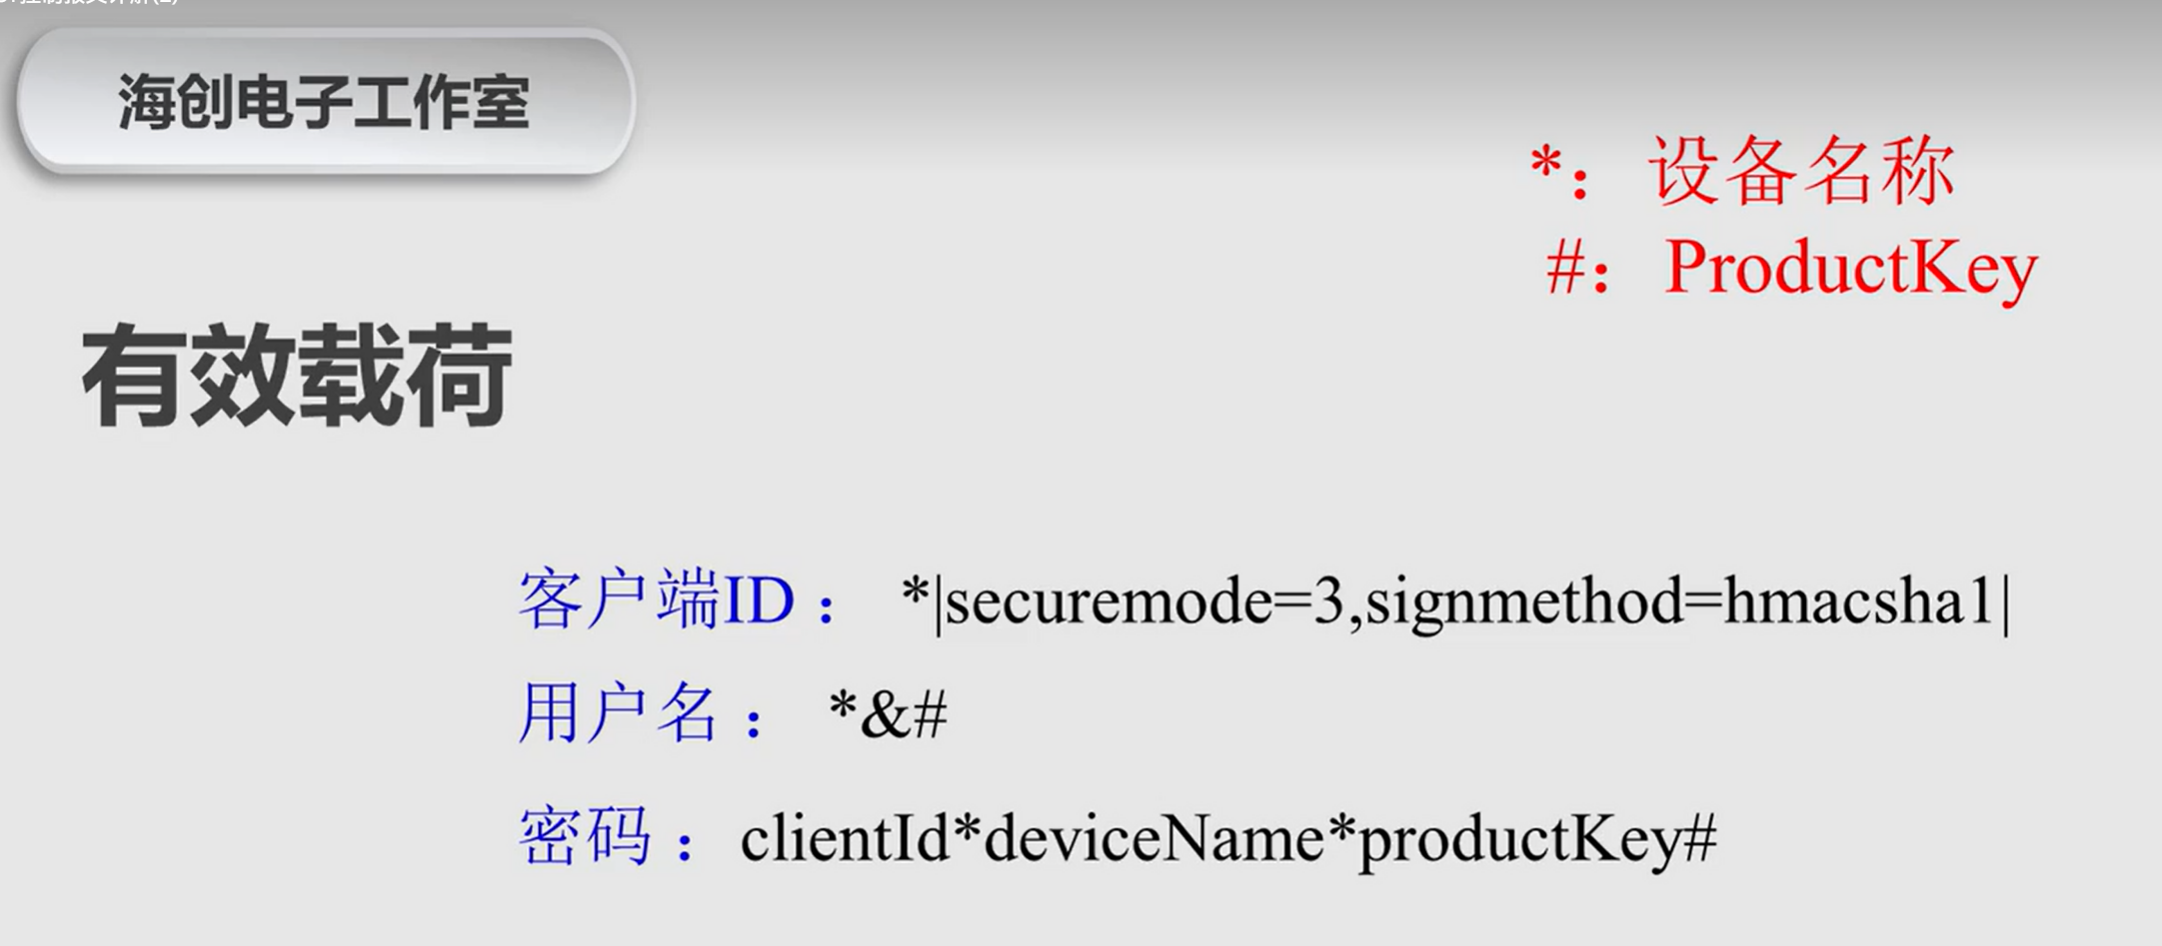 海创电子工作室
*：设备名称
#：ProductKey
有效载荷
客户端ID： *|securemode=3,signmethod=hmacsha1|
用户名： *&#
密码：clientId*deviceName*productKey#